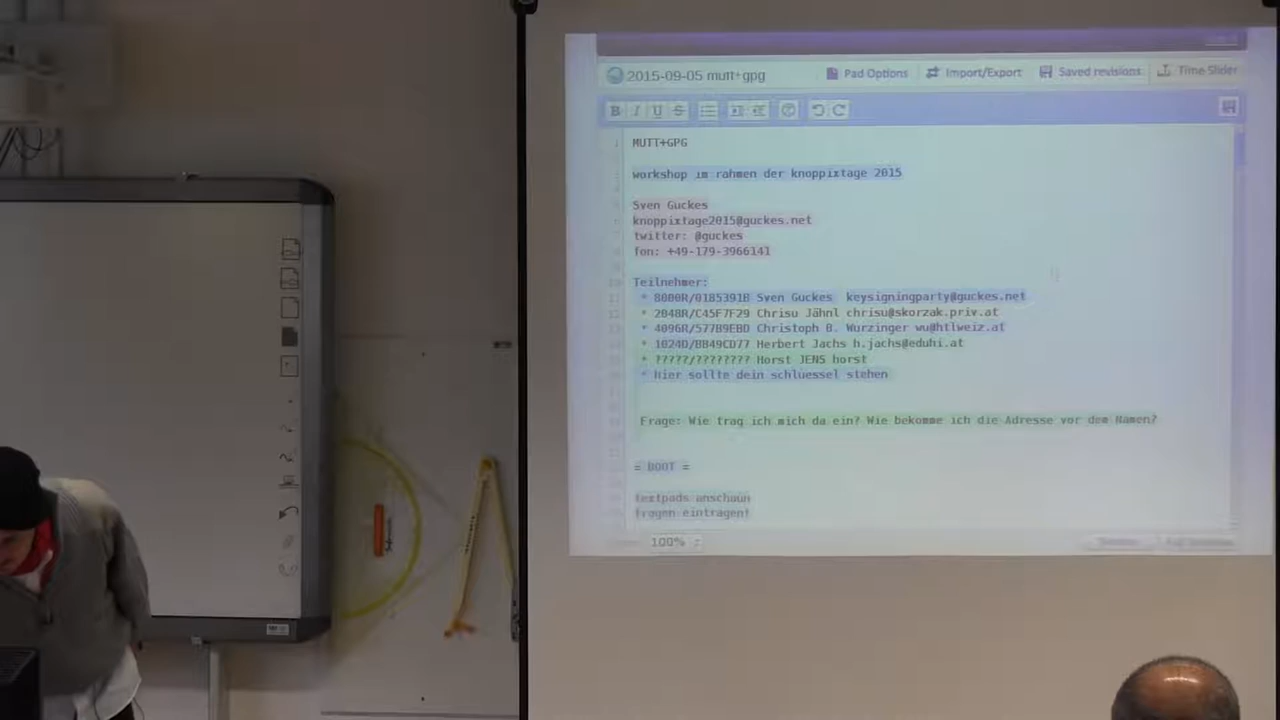 2015-09-05 mutt+gpg
Pad Options Import/Export Saved revisions Time Slider
MUTT+GPG
workshop im rahmen der knoppixtage 2015
Sven Guckes
knoppixtage2015@guckes.net
twitter: @guckes
fon: +49-179-3966141
Teilnehmer:
* 8000R/0185391B Sven Guckes keysigningparty@guckes.net
* 2048R/C45F7F29 Chrisu Jähnl chrisu@skorzak.priv.at
* 4096R/577B9EBD Christoph B. Wurzinger wu@htlweiz.at
* 1024D/BB49CD77 Herbert Jachs h.jachs@eduhi.at
* ?????/???????? Horst JENS horst
* hier sollte dein schluessel stehen
Frage: Wie trag ich mich da ein? Wie bekomme ich die Adresse vor dem Namen?
= BOOT =
textpads anschaun
fragen eintragen!
100%